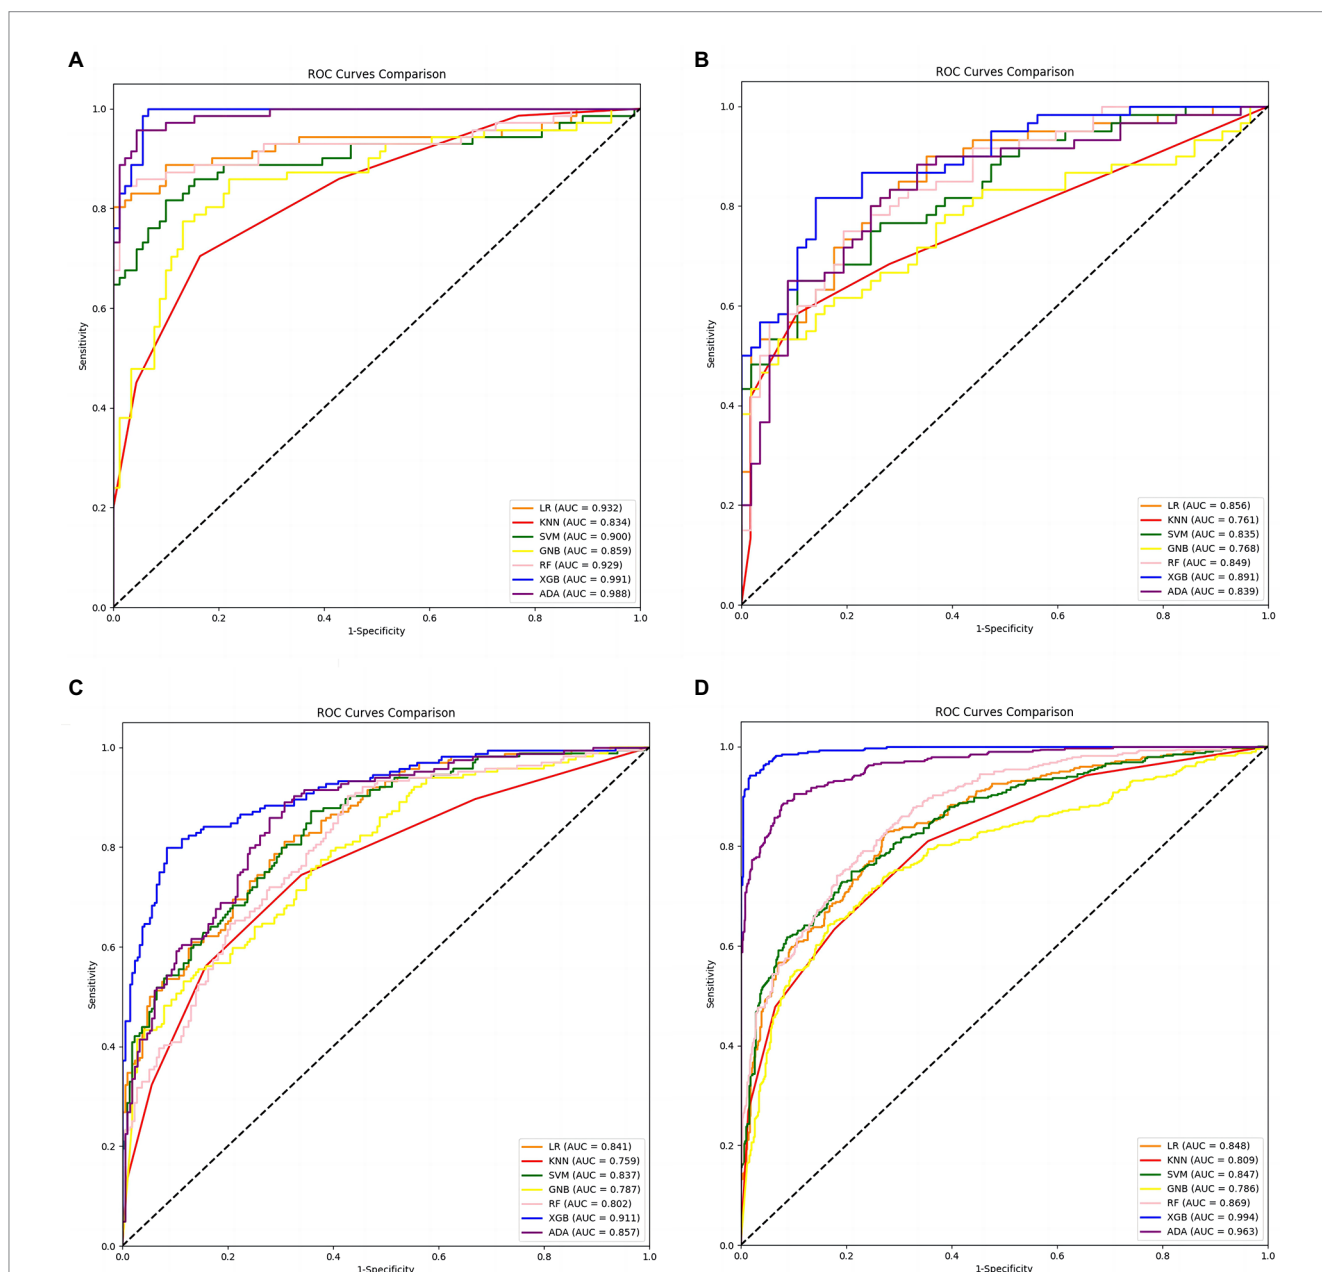 A
ROC Curves Comparison
1.0
0.8
0.6
0.4
0.2
0.0
Sensitivity
LR (AUC = 0.932)
KNN (AUC = 0.834)
SVM (AUC = 0.900)
GNB (AUC = 0.859)
RF (AUC = 0.929)
XGB (AUC = 0.991)
ADA (AUC = 0.988)
0.0 0.2 0.4 0.6 0.8 1.0
1-Specificity
B
ROC Curves Comparison
1.0
0.8
0.6
0.4
0.2
0.0
Sensitivity
LR (AUC = 0.856)
KNN (AUC = 0.761)
SVM (AUC = 0.835)
GNB (AUC = 0.768)
RF (AUC = 0.849)
XGB (AUC = 0.891)
ADA (AUC = 0.839)
0.0 0.2 0.4 0.6 0.8 1.0
1-Specificity
C
ROC Curves Comparison
1.0
0.8
0.6
0.4
0.2
0.0
Sensitivity
LR (AUC = 0.841)
KNN (AUC = 0.759)
SVM (AUC = 0.837)
GNB (AUC = 0.787)
RF (AUC = 0.802)
XGB (AUC = 0.911)
ADA (AUC = 0.857)
0.0 0.2 0.4 0.6 0.8 1.0
1-Specificity
D
ROC Curves Comparison
1.0
0.8
0.6
0.4
0.2
0.0
Sensitivity
LR (AUC = 0.848)
KNN (AUC = 0.809)
SVM (AUC = 0.847)
GNB (AUC = 0.786)
RF (AUC = 0.869)
XGB (AUC = 0.994)
ADA (AUC = 0.963)
0.0 0.2 0.4 0.6 0.8 1.0
1-Specificity